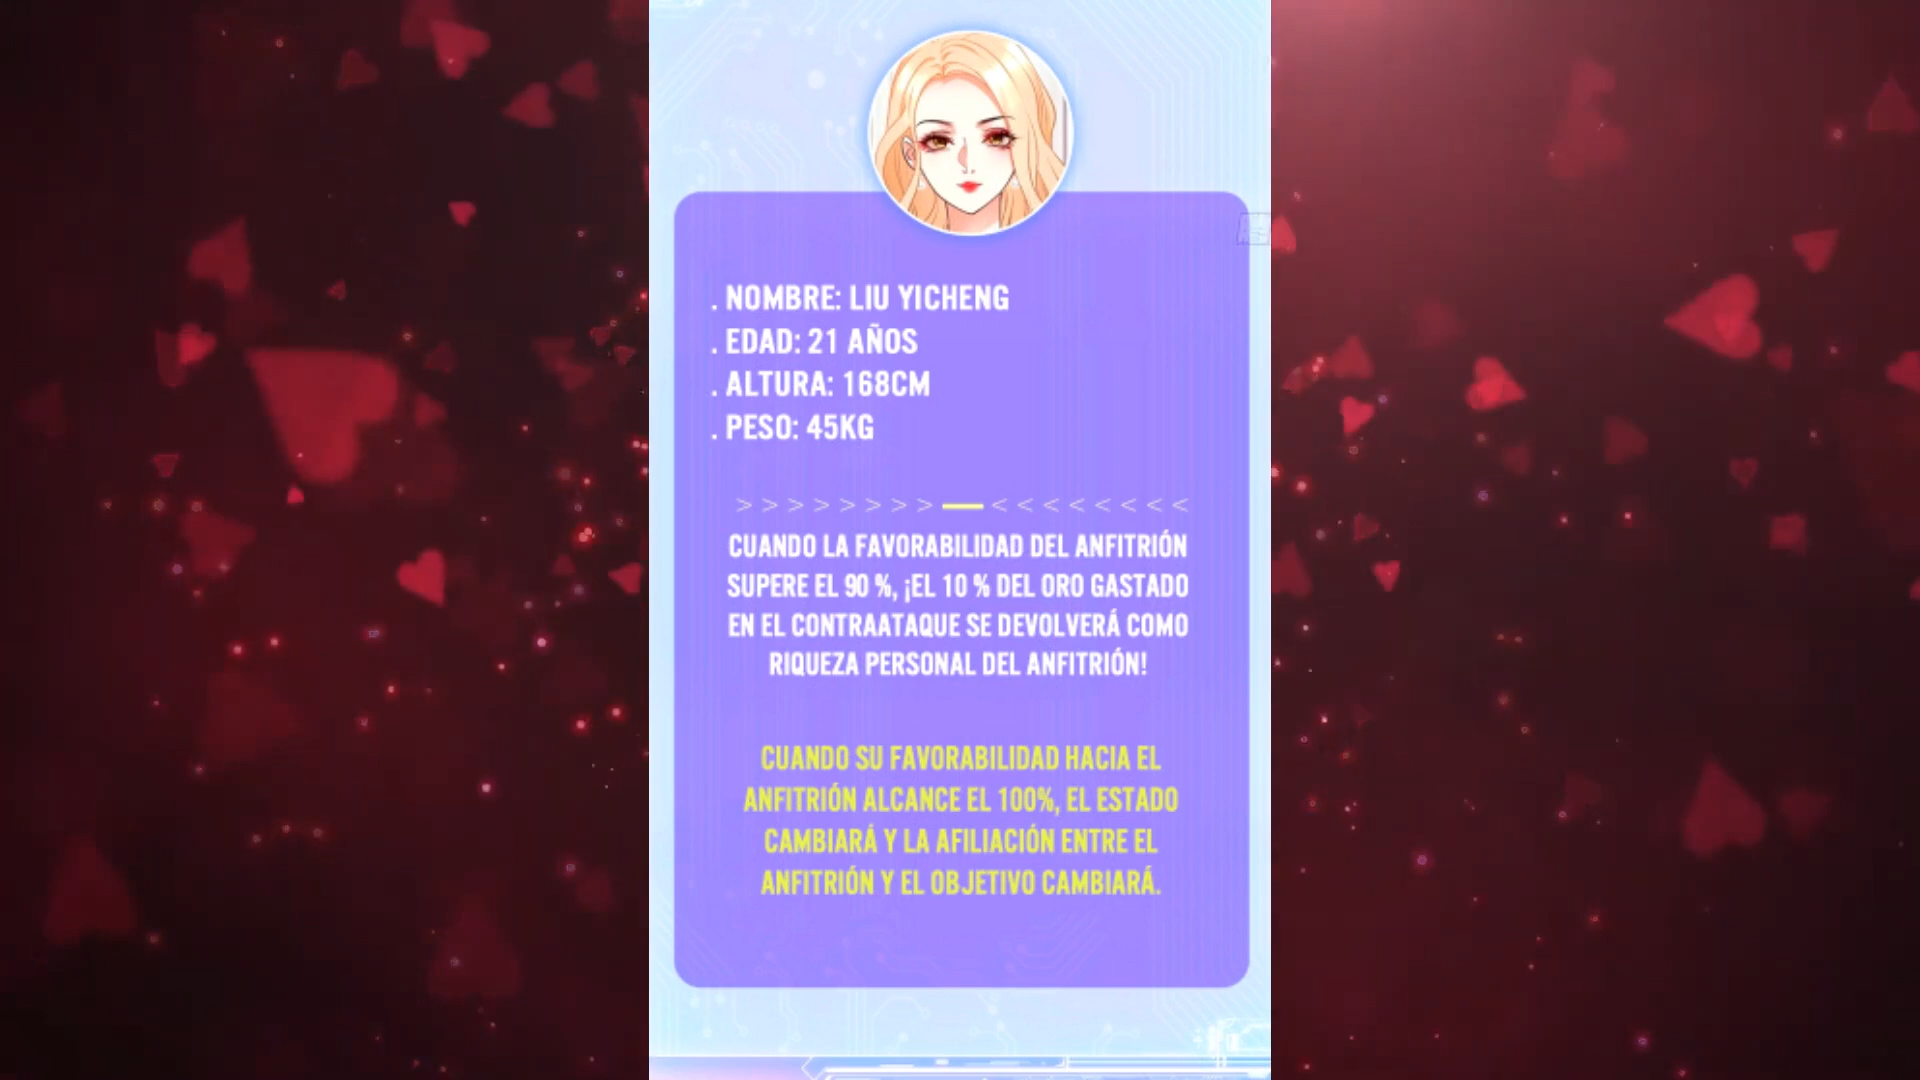 . NOMBRE: LIU YICHENG
. EDAD: 21 AÑOS
. ALTURA: 168CM
. PESO: 45KG
> > > > > > > > — < < < < < < < <
CUANDO LA FAVORABILIDAD DEL ANFITRIÓN
SUPERE EL 90 %, ¡EL 10 % DEL ORO GASTADO
EN EL CONTRAATAQUE SE DEVOLVERÁ COMO
RIQUEZA PERSONAL DEL ANFITRIÓN!
CUANDO SU FAVORABILIDAD HACIA EL
ANFITRIÓN ALCANCE EL 100%, EL ESTADO
CAMBIARÁ Y LA AFILIACIÓN ENTRE EL
ANFITRIÓN Y EL OBJETIVO CAMBIARÁ.